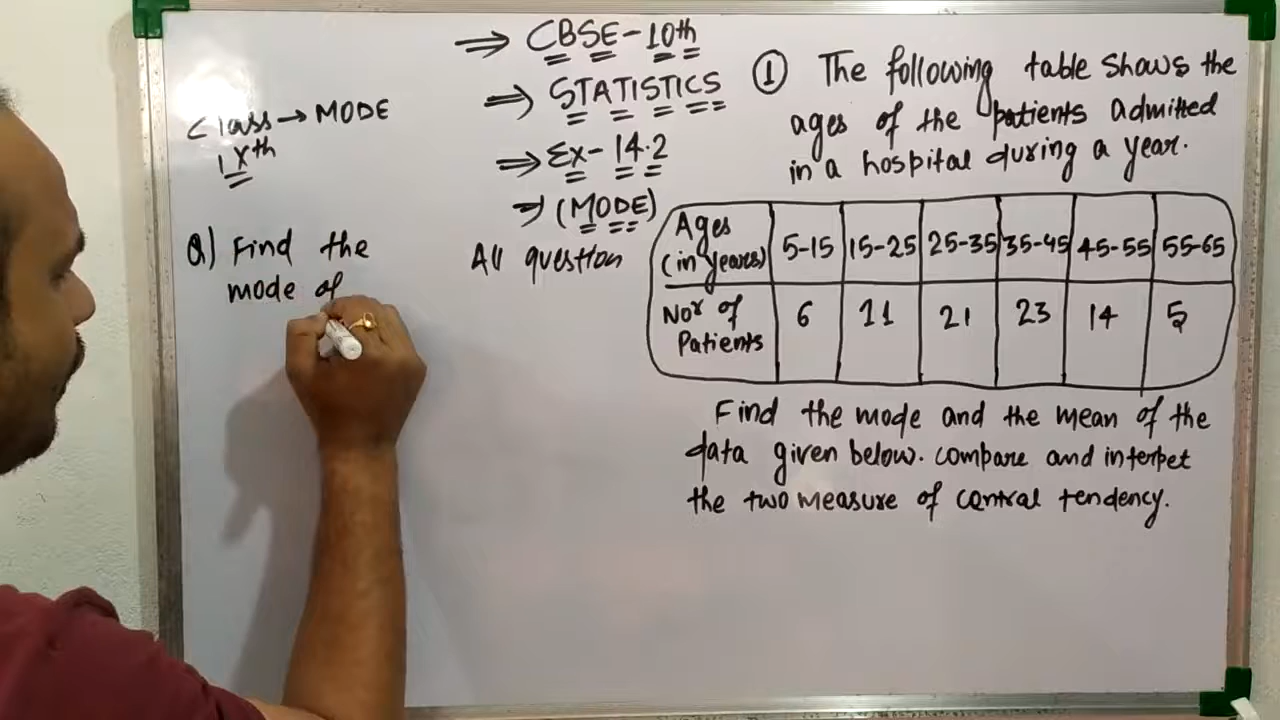 ⇒ CBSE-10th
⇒ STATISTICS
⇒ Ex-14.2
⇒ (MODE)
All question
Class → MODE
IXth
Q) Find the
mode of
① The following table shows the
ages of the patients admitted
in a hospital during a year.
Ages (in years) 5-15 15-25 25-35 35-45 45-55 55-65
No. of Patients 6 11 21 23 14 5
Find the mode and the mean of the
data given below. compare and interpet
the two measure of central tendency.